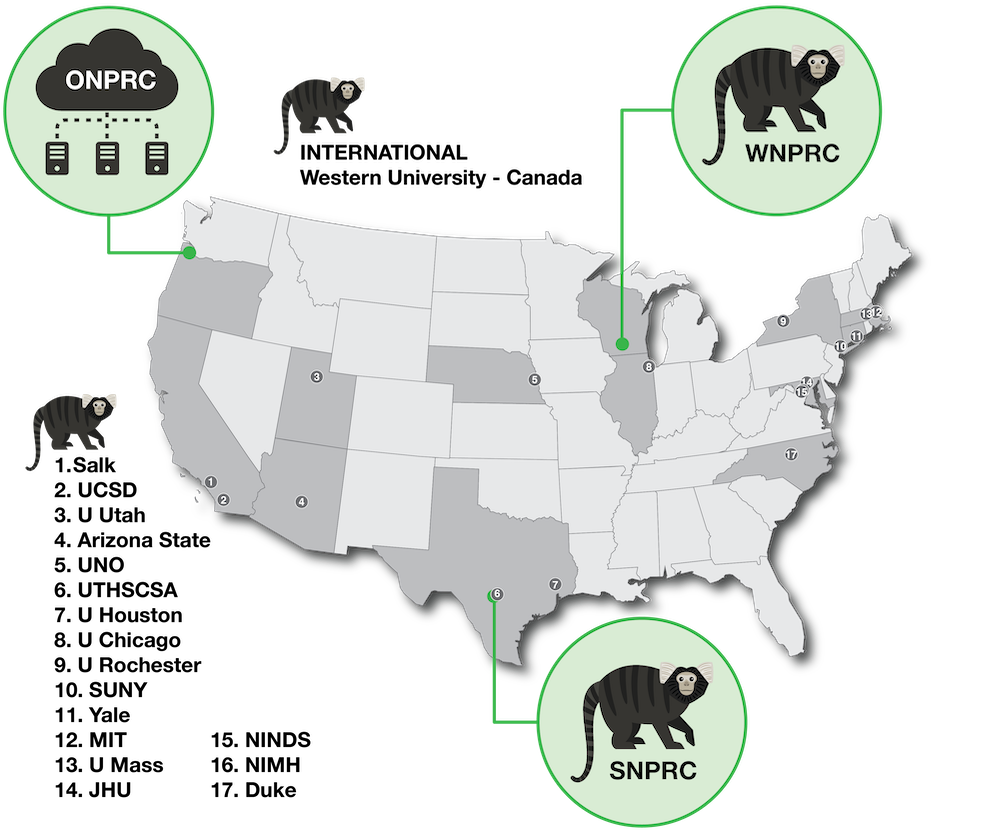 ONPRC
INTERNATIONAL
Western University - Canada
WNPRC
9
13
12
11
10
8
3
5
14
15
17
1
2
4
7
6
1.Salk
2. UCSD
3. U Utah
4. Arizona State
5. UNO
6. UTHSCSA
7. U Houston
8. U Chicago
9. U Rochester
10. SUNY
11. Yale
12. MIT
13. U Mass
14. JHU
15. NINDS
16. NIMH
17. Duke
SNPRC